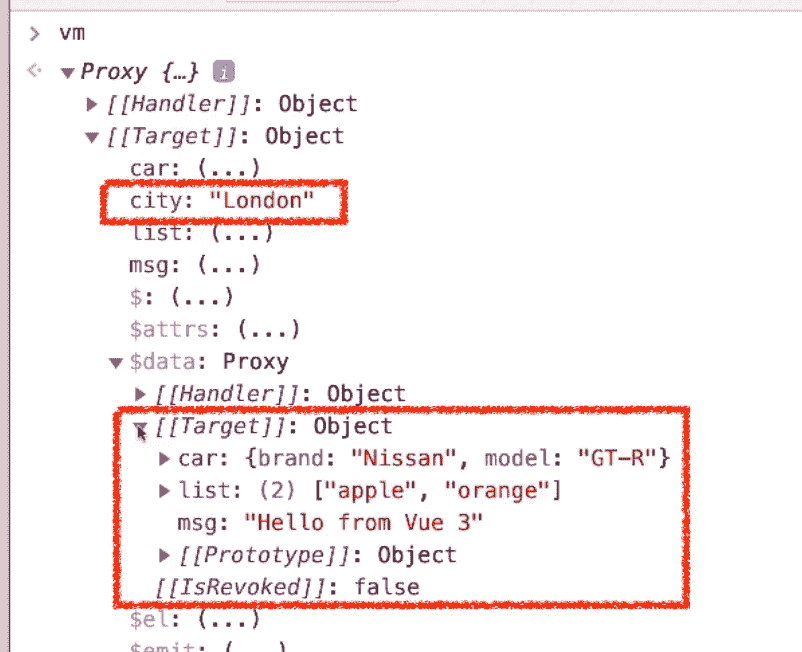 > vm
<· ▼Proxy {…} i
▶[[Handler]]: Object
▼[[Target]]: Object
car: (...)
city: "London"
list: (...)
msg: (...)
$: (...)
$attrs: (...)
▼$data: Proxy
▶[[Handler]]: Object
▼[[Target]]: Object
▶car: {brand: "Nissan", model: "GT-R"}
▶list: (2) ["apple", "orange"]
msg: "Hello from Vue 3"
▶[[Prototype]]: Object
[[IsRevoked]]: false
$el: (...)
$emit: (...)